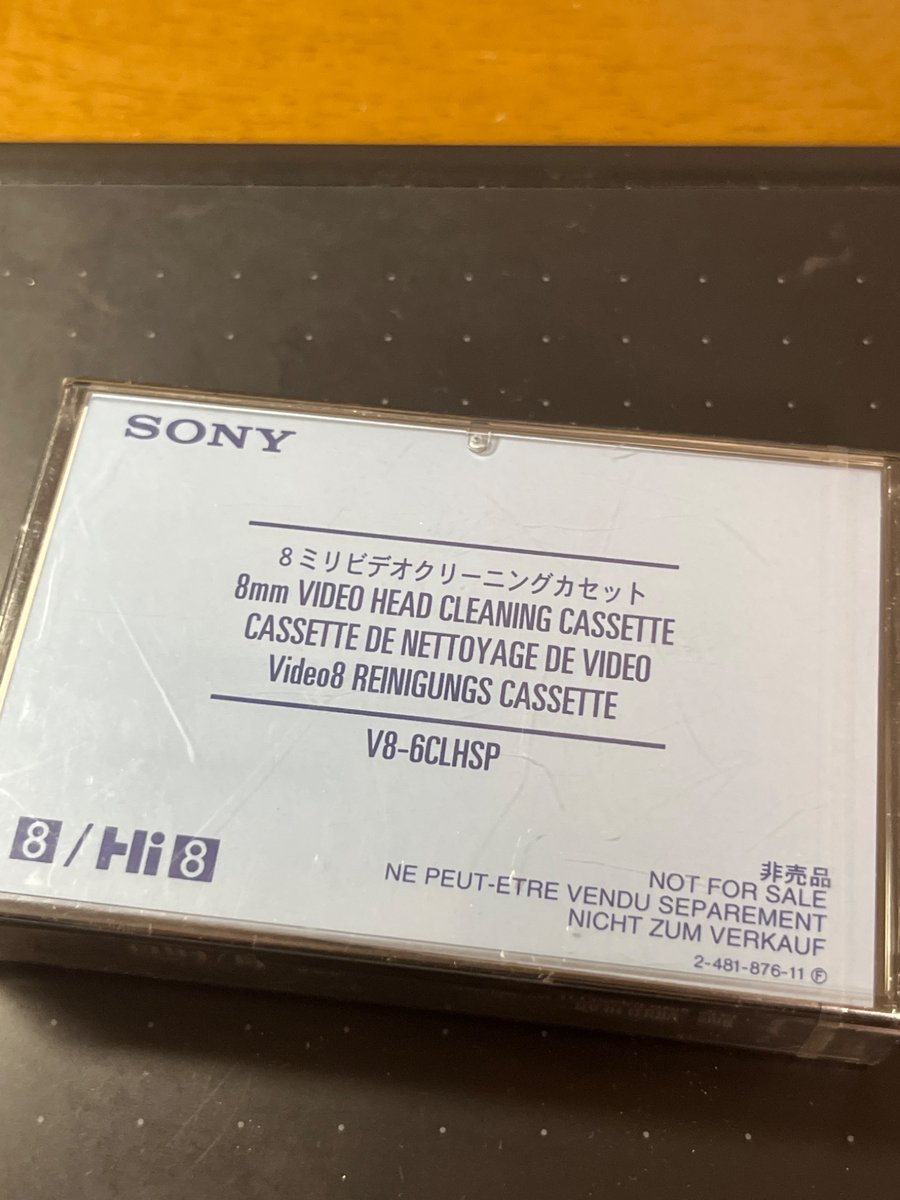 SONY
8ミリビデオクリーニングカセット
8mm VIDEO HEAD CLEANING CASSETTE
CASSETTE DE NETTOYAGE DE VIDEO
Video8 REINIGUNGS CASSETTE
V8-6CLHSP
8 / Hi8
非売品
NOT FOR SALE
NE PEUT-ETRE VENDU SEPAREMENT
NICHT ZUM VERKAUF
2-481-876-11 Ⓕ